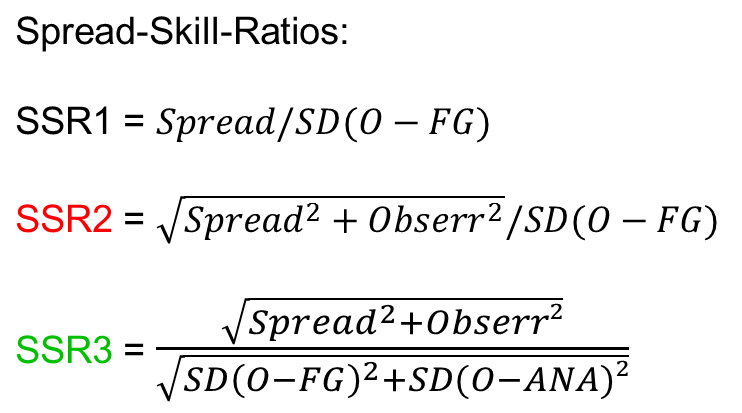 Spread-Skill-Ratios:
SSR1 = Spread/SD(O − FG)
SSR2 = √Spread² + Obserr²/SD(O − FG)
SSR3 = √Spread²+Obserr²
√SD(O−FG)²+SD(O−ANA)²